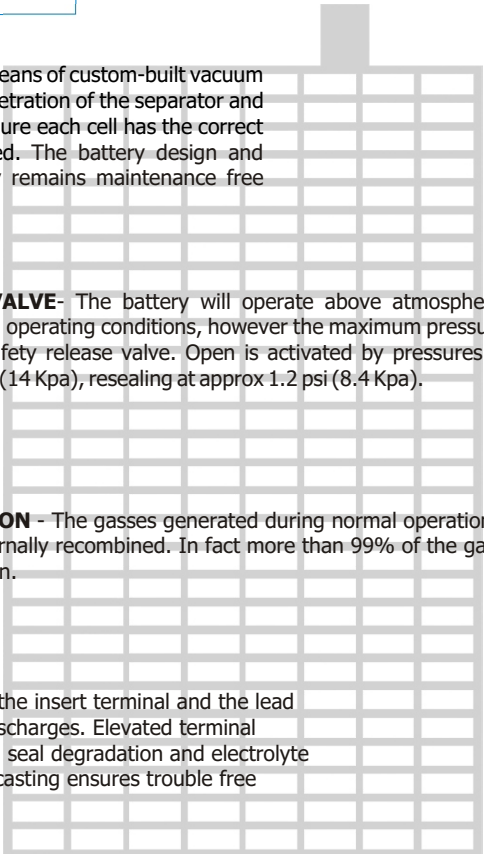 eans of custom-built vacuum
etration of the separator and
ure each cell has the correct
ed. The battery design and
remains maintenance free
VALVE- The battery will operate above atmosphe
operating conditions, however the maximum pressu
fety release valve. Open is activated by pressures
(14 Kpa), resealing at approx 1.2 psi (8.4 Kpa).
ON - The gasses generated during normal operation
rnally recombined. In fact more than 99% of the ga
n.
the insert terminal and the lead
scharges. Elevated terminal
seal degradation and electrolyte
casting ensures trouble free